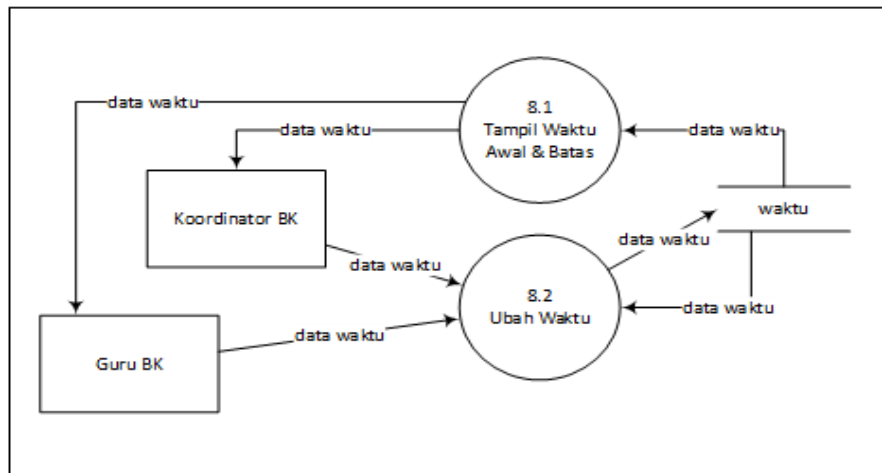 data waktu
8.1
Tampil Waktu
Awal & Batas
data waktu
data waktu
Koordinator BK
waktu
data waktu
data waktu
8.2
Ubah Waktu
data waktu
data waktu
Guru BK